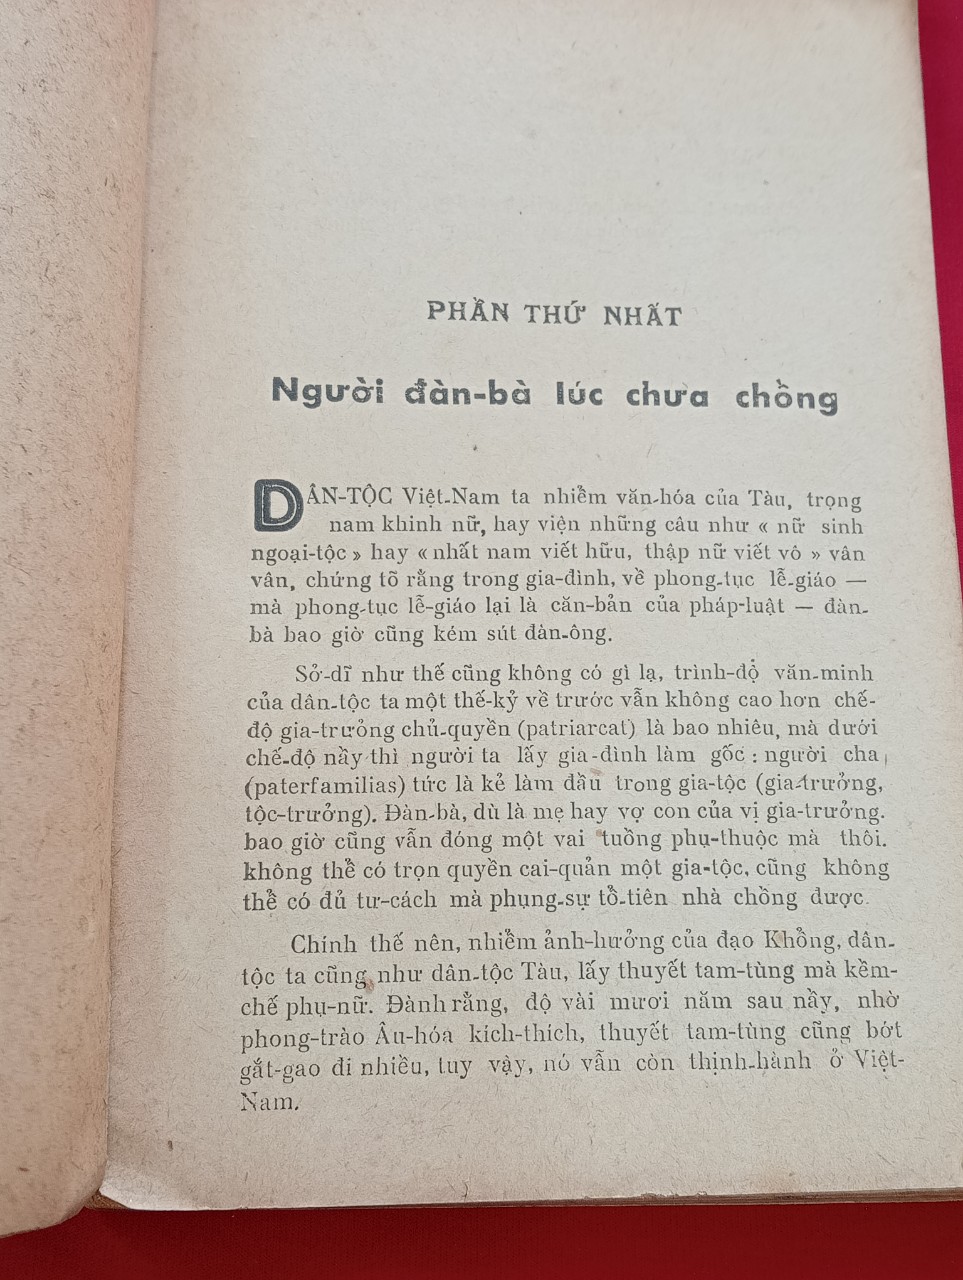 PHẦN THỨ NHẤT
Người đàn-bà lúc chưa chồng
DÂN-TỘC Việt-Nam ta nhiễm văn-hóa của Tàu, trọng
nam khinh nữ, hay viện những câu như « nữ sinh
ngoại-tộc » hay « nhất nam viết hữu, thập nữ viết vô » vân
vân, chứng tõ rằng trong gia-đình, về phong-tục lễ-giáo —
mà phong-tục lễ-giáo lại là căn-bản của pháp-luật — đàn-
bà bao giờ cũng kém sút đàn-ông.
Sở-dĩ như thế cũng không có gì lạ, trình-độ văn-minh
của dân-tộc ta một thế-kỷ về trước vẫn không cao hơn chế-
độ gia-trưởng chủ-quyền (patriarcat) là bao nhiêu, mà dưới
chế-độ nầy thì người ta lấy gia-đình làm gốc : người cha
(paterfamilias) tức là kẻ làm đầu trong gia-tộc (gia-trưởng,
tộc-trưởng). Đàn-bà, dù là mẹ hay vợ con của vị gia-trưởng.
bao giờ cũng vẫn đóng một vai tuồng phụ-thuộc mà thôi.
không thể có trọn quyền cai-quản một gia-tộc, cũng không
thể có đủ tư-cách mà phụng-sự tổ-tiên nhà chồng được.
Chính thế nên, nhiễm ảnh-hưởng của đạo Khổng, dân-
tộc ta cũng như dân-tộc Tàu, lấy thuyết tam-tùng mà kềm-
chế phụ-nữ. Đành rằng, độ vài mươi năm sau nầy, nhờ
phong-trào Âu-hóa kích-thích, thuyết tam-tùng cũng bớt
gắt-gao đi nhiều, tuy vậy, nó vẫn còn thịnh-hành ở Việt-
Nam.